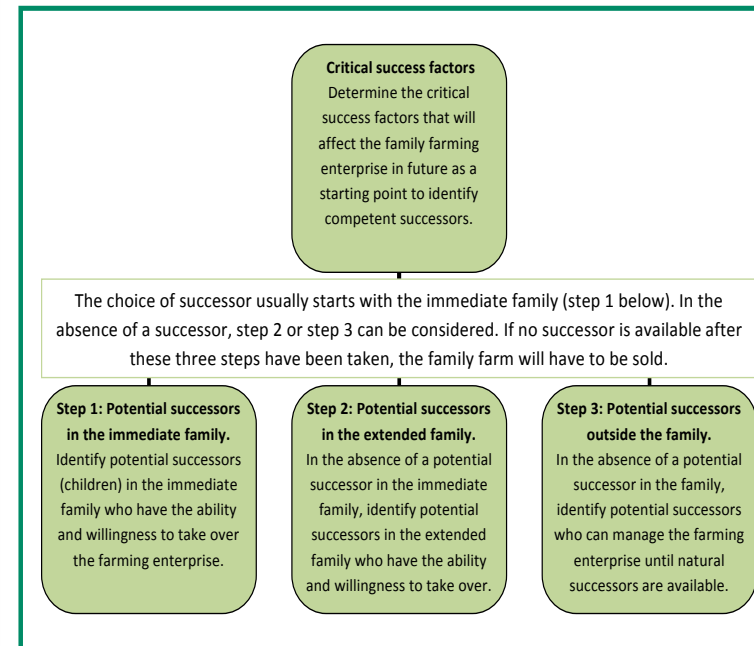 Critical success factors
Determine the critical
success factors that will
affect the family farming
enterprise in future as a
starting point to identify
competent successors.
The choice of successor usually starts with the immediate family (step 1 below). In the
absence of a successor, step 2 or step 3 can be considered. If no successor is available after
these three steps have been taken, the family farm will have to be sold.
Step 1: Potential successors
in the immediate family.
Identify potential successors
(children) in the immediate
family who have the ability
and willingness to take over
the farming enterprise.
Step 2: Potential successors
in the extended family.
In the absence of a potential
successor in the immediate
family, identify potential
successors in the extended
family who have the ability
and willingness to take over.
Step 3: Potential successors
outside the family.
In the absence of a potential
successor in the family,
identify potential successors
who can manage the farming
enterprise until natural
successors are available.